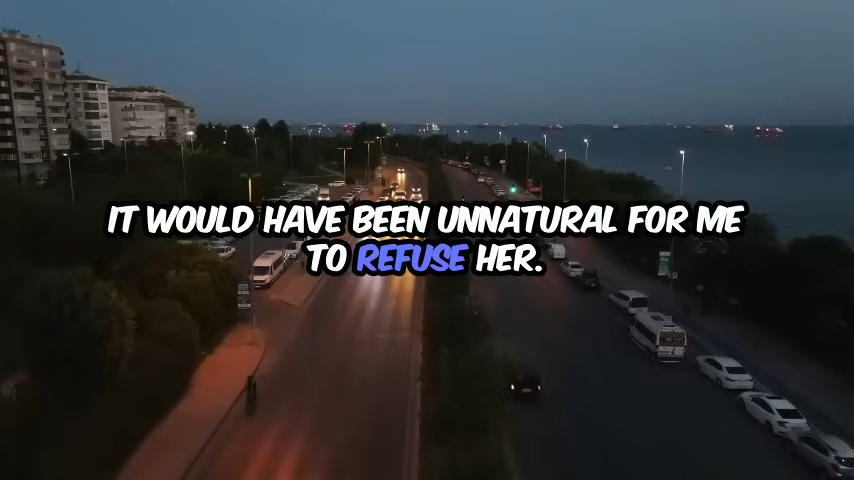 IT WOULD HAVE BEEN UNNATURAL FOR ME
TO REFUSE HER.